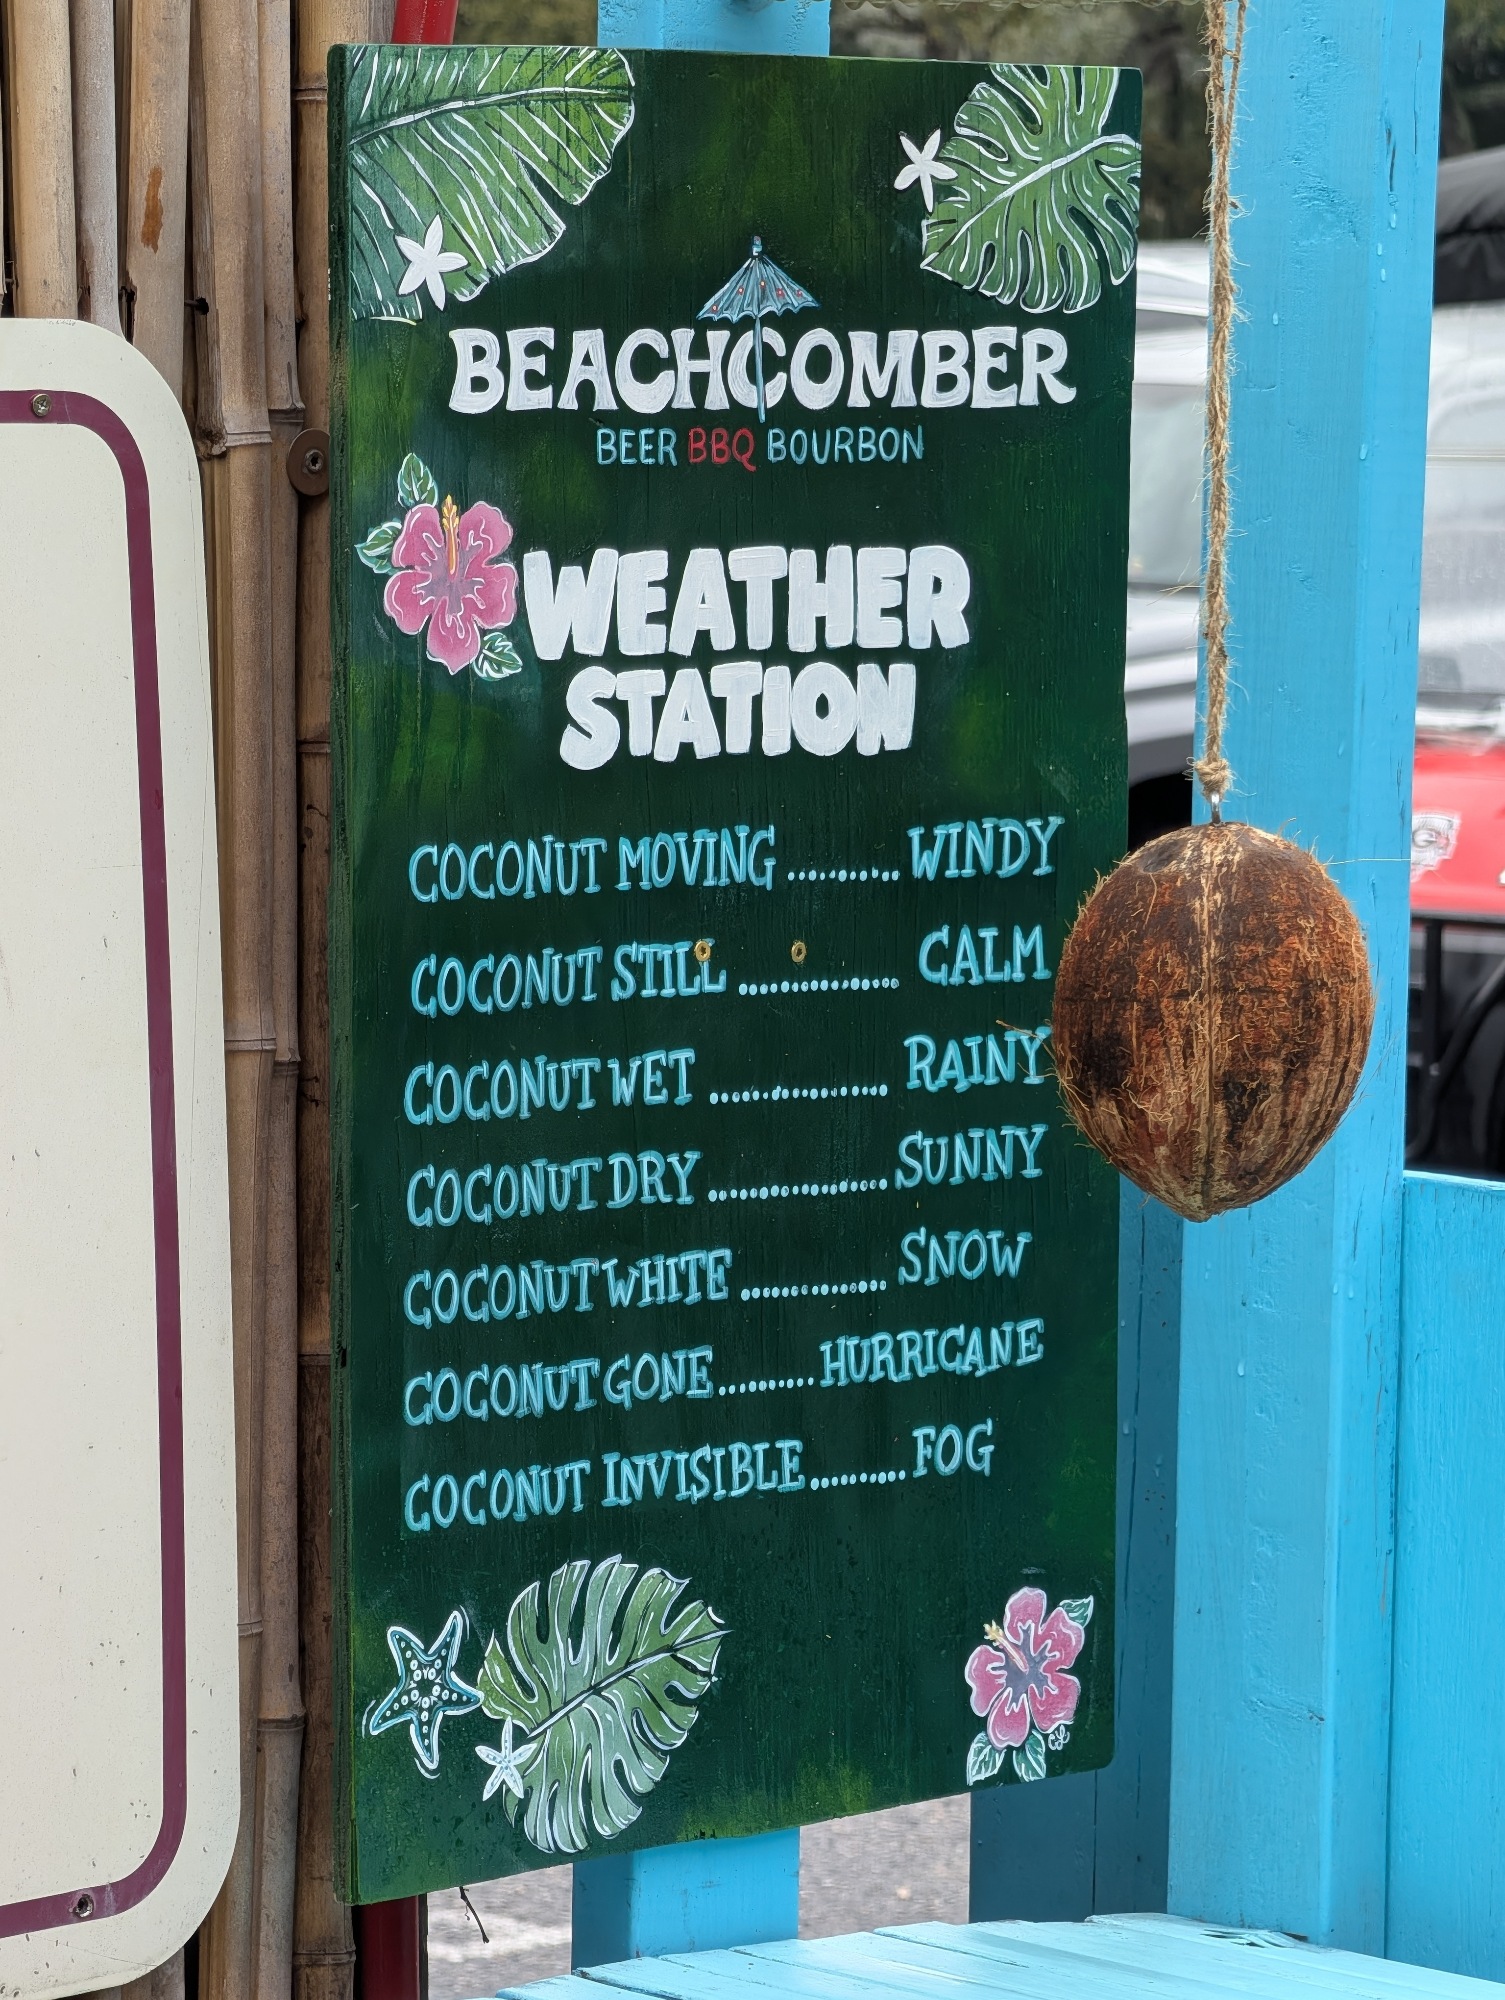 BEACHCOMBER
BEER BBQ BOURBON
WEATHER
STATION
COCONUT MOVING .......... WINDY
COCONUT STILL ............... CALM
COCONUT WET ................. RAINY
COCONUT DRY ................. SUNNY
COCONUT WHITE .............. SNOW
COCONUT GONE.......... HURRICANE
COCONUT INVISIBLE.........FOG